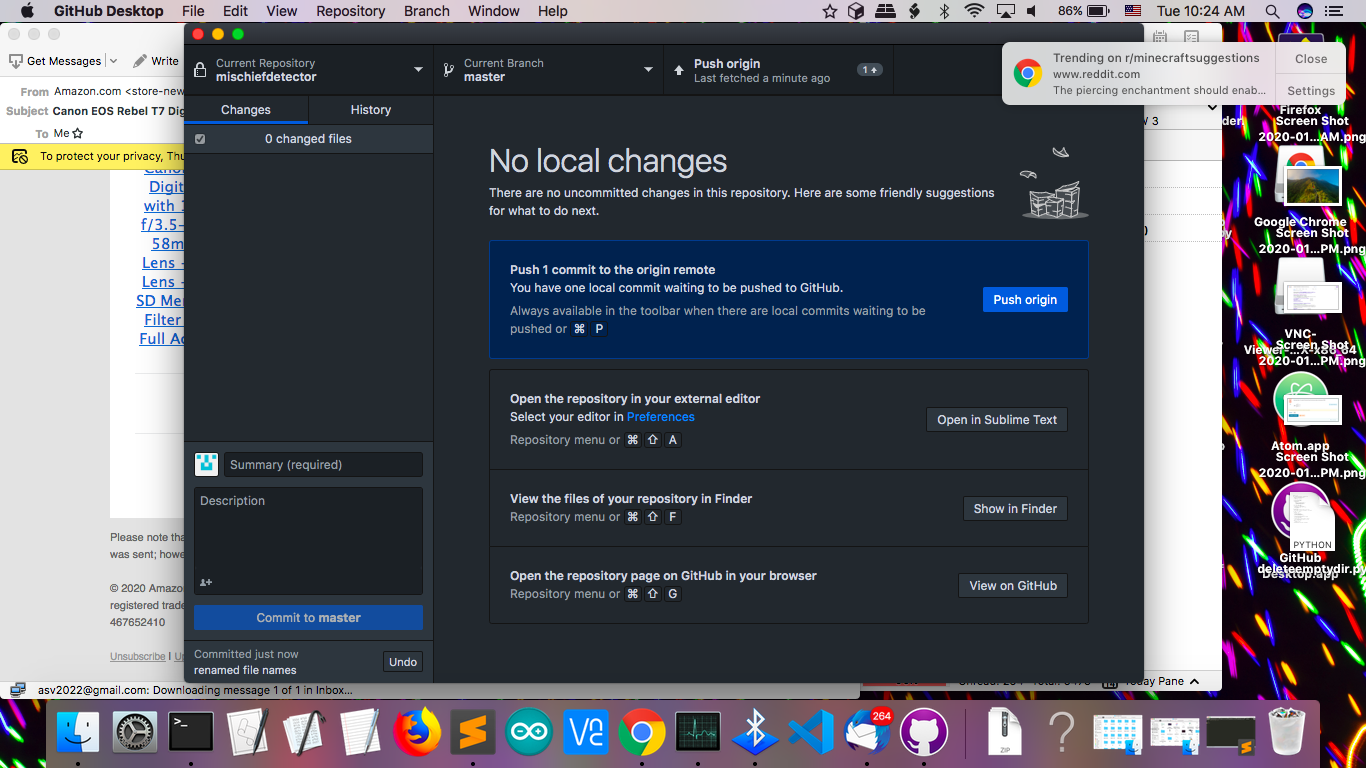 GitHub Desktop File Edit View Repository Branch Window Help
86% Tue 10:24 AM
Get Messages Write
From Amazon.com <store-new
Subject Canon EOS Rebel T7 Dig
To Me
To protect your privacy, Thu
Digit
with 1
f/3.5-
58m
Lens -
Lens -
SD Mem
Filter
Full Ac
Please note tha
was sent; howe
© 2020 Amazo
registered trade
467652410
Unsubscribe | Up
asv2022@gmail.com: Downloading message 1 of 1 in Inbox...
Current Repository
mischiefdetector
Current Branch
master
Push origin
Last fetched a minute ago
1
Changes History
0 changed files
No local changes
There are no uncommitted changes in this repository. Here are some friendly suggestions
for what to do next.
Push 1 commit to the origin remote
You have one local commit waiting to be pushed to GitHub.
Always available in the toolbar when there are local commits waiting to be
pushed or ⌘ P
Push origin
Open the repository in your external editor
Select your editor in Preferences
Repository menu or ⌘ ⇧ A
Open in Sublime Text
View the files of your repository in Finder
Repository menu or ⌘ ⇧ F
Show in Finder
Open the repository page on GitHub in your browser
Repository menu or ⌘ ⇧ G
View on GitHub
Summary (required)
Description
Commit to master
Committed just now
renamed file names
Undo
Trending on r/minecraftsuggestions
www.reddit.com
The piercing enchantment should enab...
Close
Settings
/ 3
Firefox
Screen Shot
2020-01...AM.png
Google Chrome
Screen Shot
2020-01...PM.png
VNC-
Screen Shot
2020-01...PM.png
Atom.app
Screen Shot
2020-01...PM.png
PYTHON
GitHub
deleteemptydir.py
Desktop.app
Today Pane
264
ZIP